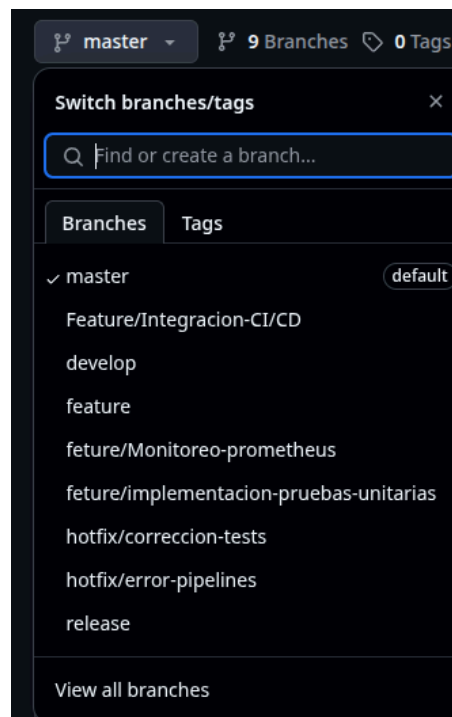 master 9 Branches 0 Tags
Switch branches/tags
Find or create a branch...
Branches Tags
master default
Feature/Integracion-CI/CD
develop
feature
feture/Monitoreo-prometheus
feture/implementacion-pruebas-unitarias
hotfix/correccion-tests
hotfix/error-pipelines
release
View all branches